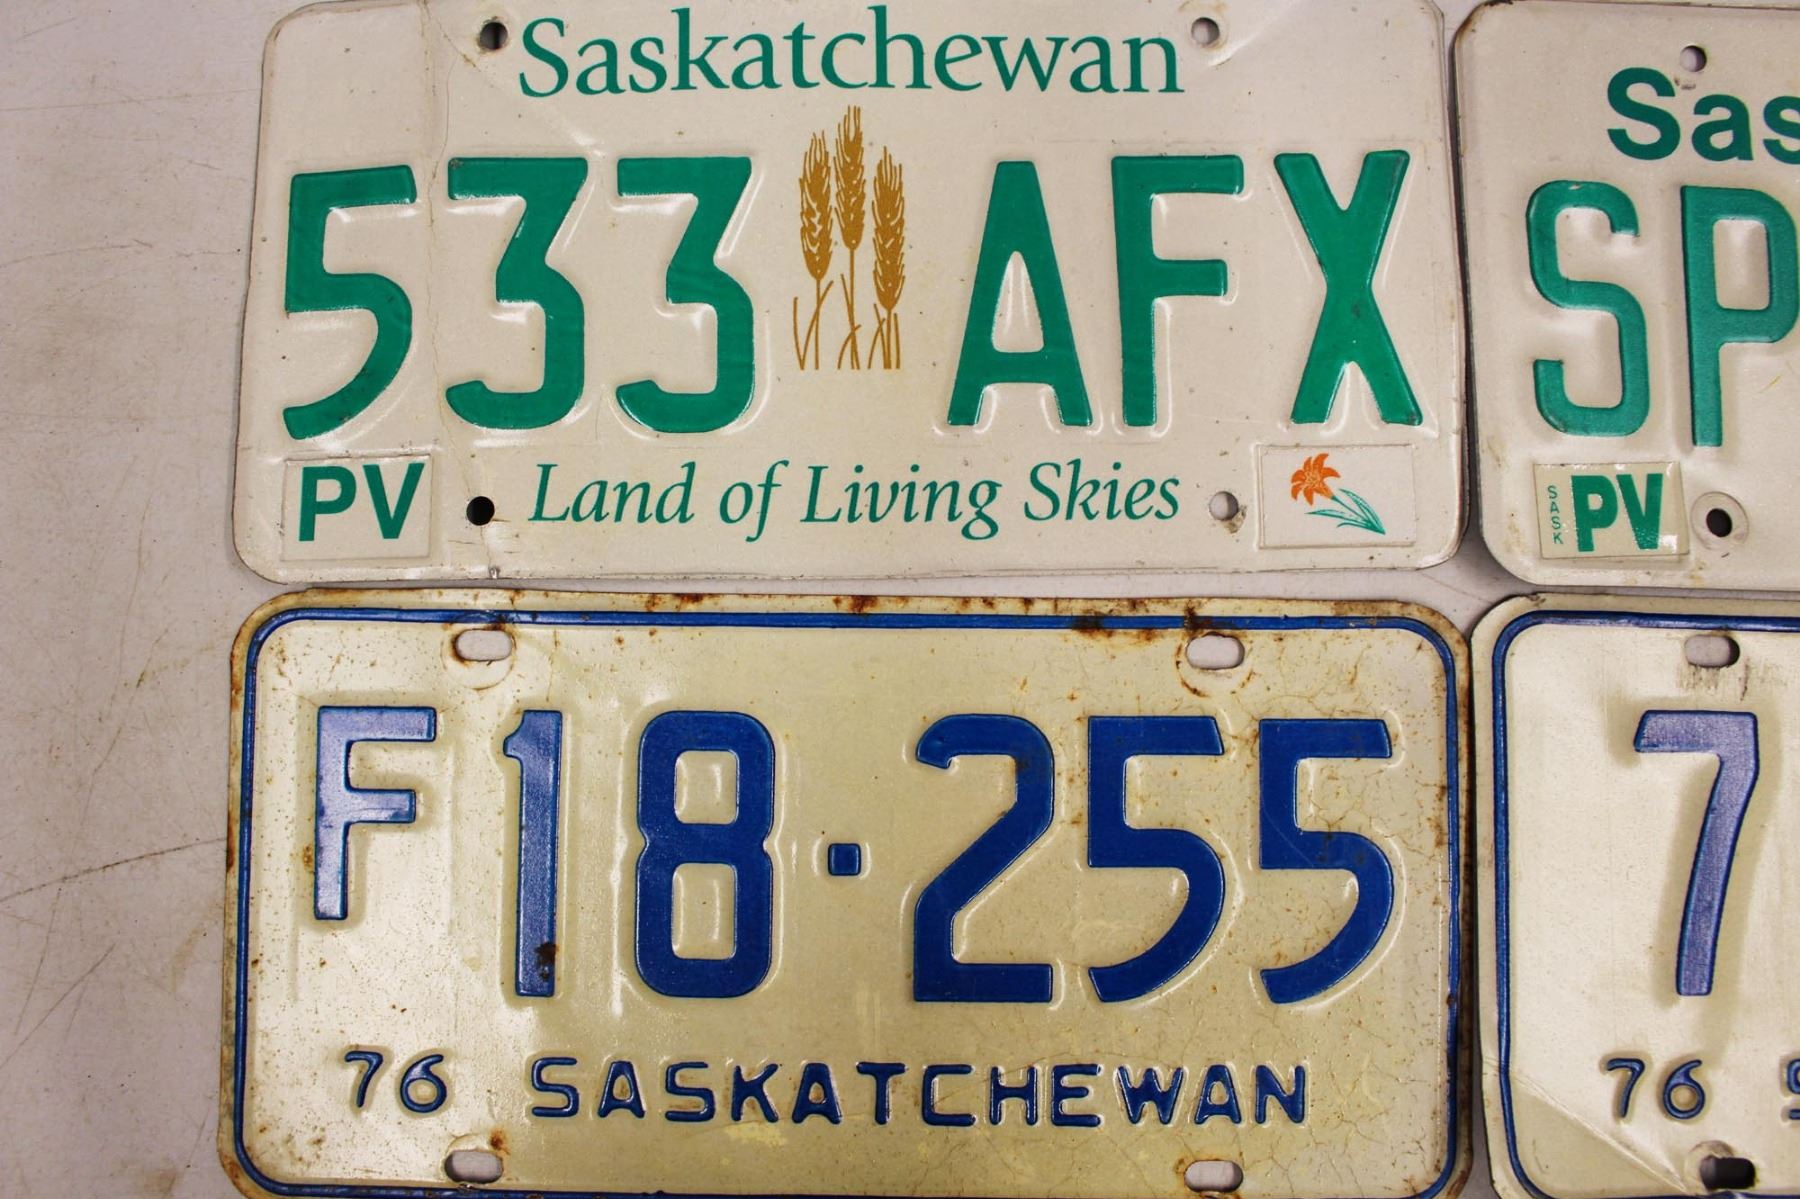 Saskatchewan
533 AFX
PV Land of Living Skies
Sas
SP
SASK PV
F18·255
76 SASKATCHEWAN
7
76 S